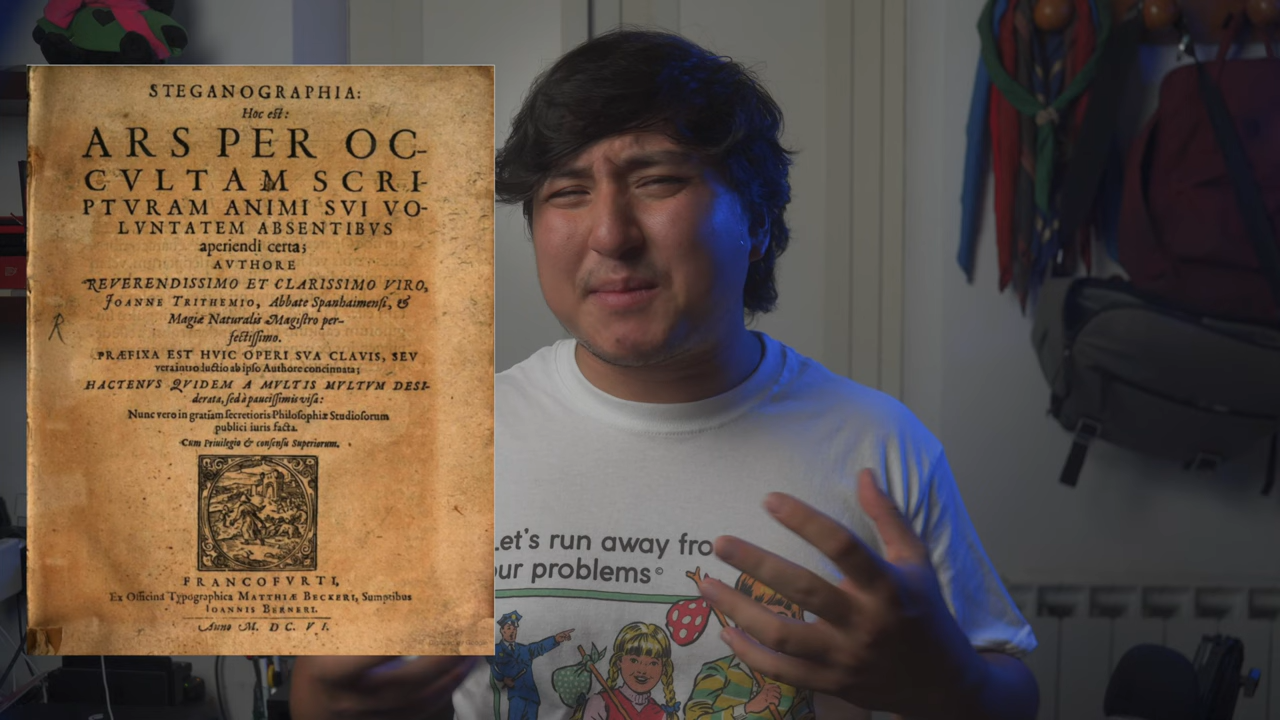 STEGANOGRAPHIA:
Hoc est:
ARS PER OC-
CVLTAM SCRI-
PTVRAM ANIMI SVI VO-
LVNTATEM ABSENTIBVS
aperiendi certa;
AVTHORE
REVERENDISSIMO ET CLARISSIMO VIRO,
JOANNE TRITHEMIO, Abbate Spanhaimensi, &
Magiæ Naturalis Magistro per-
fectissimo.
PRÆFIXA EST HVIC OPERI SVA CLAVIS, SEV
vera introductio ab ipso Authore concinnata;
HACTENVS QVIDEM A MVLTIS MVLTVM DESI-
derata, sed à paucissimis visa:
Nunc vero in gratiam secretioris Philosophiæ Studiosorum
publici iuris facta.
Cum Priuilegio & consensu Superiorum.
FRANCOFVRTI,
Ex Officina Typographica MATTHIÆ BECKERI, Sumptibus
IOANNIS BERNERI.
Anno M. DC. VI.
R
Let's run away fro
our problems©